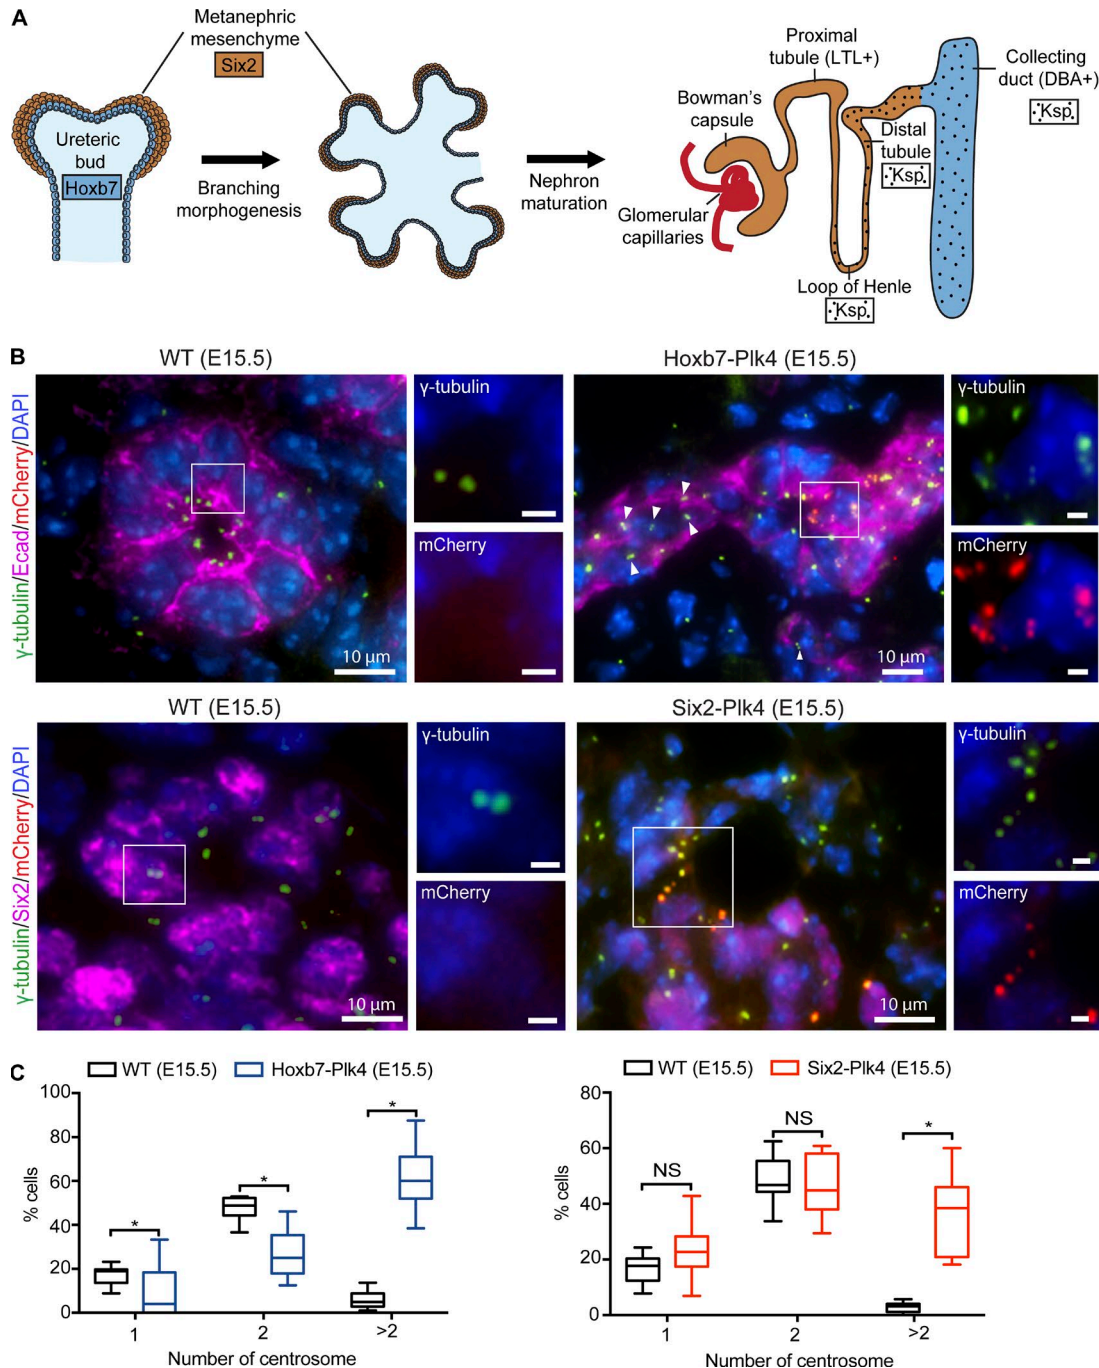 A
Metanephric
mesenchyme
Six2
Ureteric
bud
Hoxb7
Branching
morphogenesis
Nephron
maturation
Proximal
tubule (LTL+)
Bowman's
capsule
Glomerular
capillaries
Collecting
duct (DBA+)
Ksp
Distal
tubule
Ksp
Loop of Henle
Ksp
B
WT (E15.5)
γ-tubulin/Ecad/mCherry/DAPI
10 µm
γ-tubulin
mCherry
Hoxb7-Plk4 (E15.5)
10 µm
γ-tubulin
mCherry
WT (E15.5)
γ-tubulin/Six2/mCherry/DAPI
10 µm
γ-tubulin
mCherry
Six2-Plk4 (E15.5)
10 µm
γ-tubulin
mCherry
C
WT (E15.5) Hoxb7-Plk4 (E15.5)
% cells
100
80
60
40
20
0
*
*
*
1 2 >2
Number of centrosome
WT (E15.5) Six2-Plk4 (E15.5)
% cells
80
60
40
20
0
NS
NS
*
1 2 >2
Number of centrosome